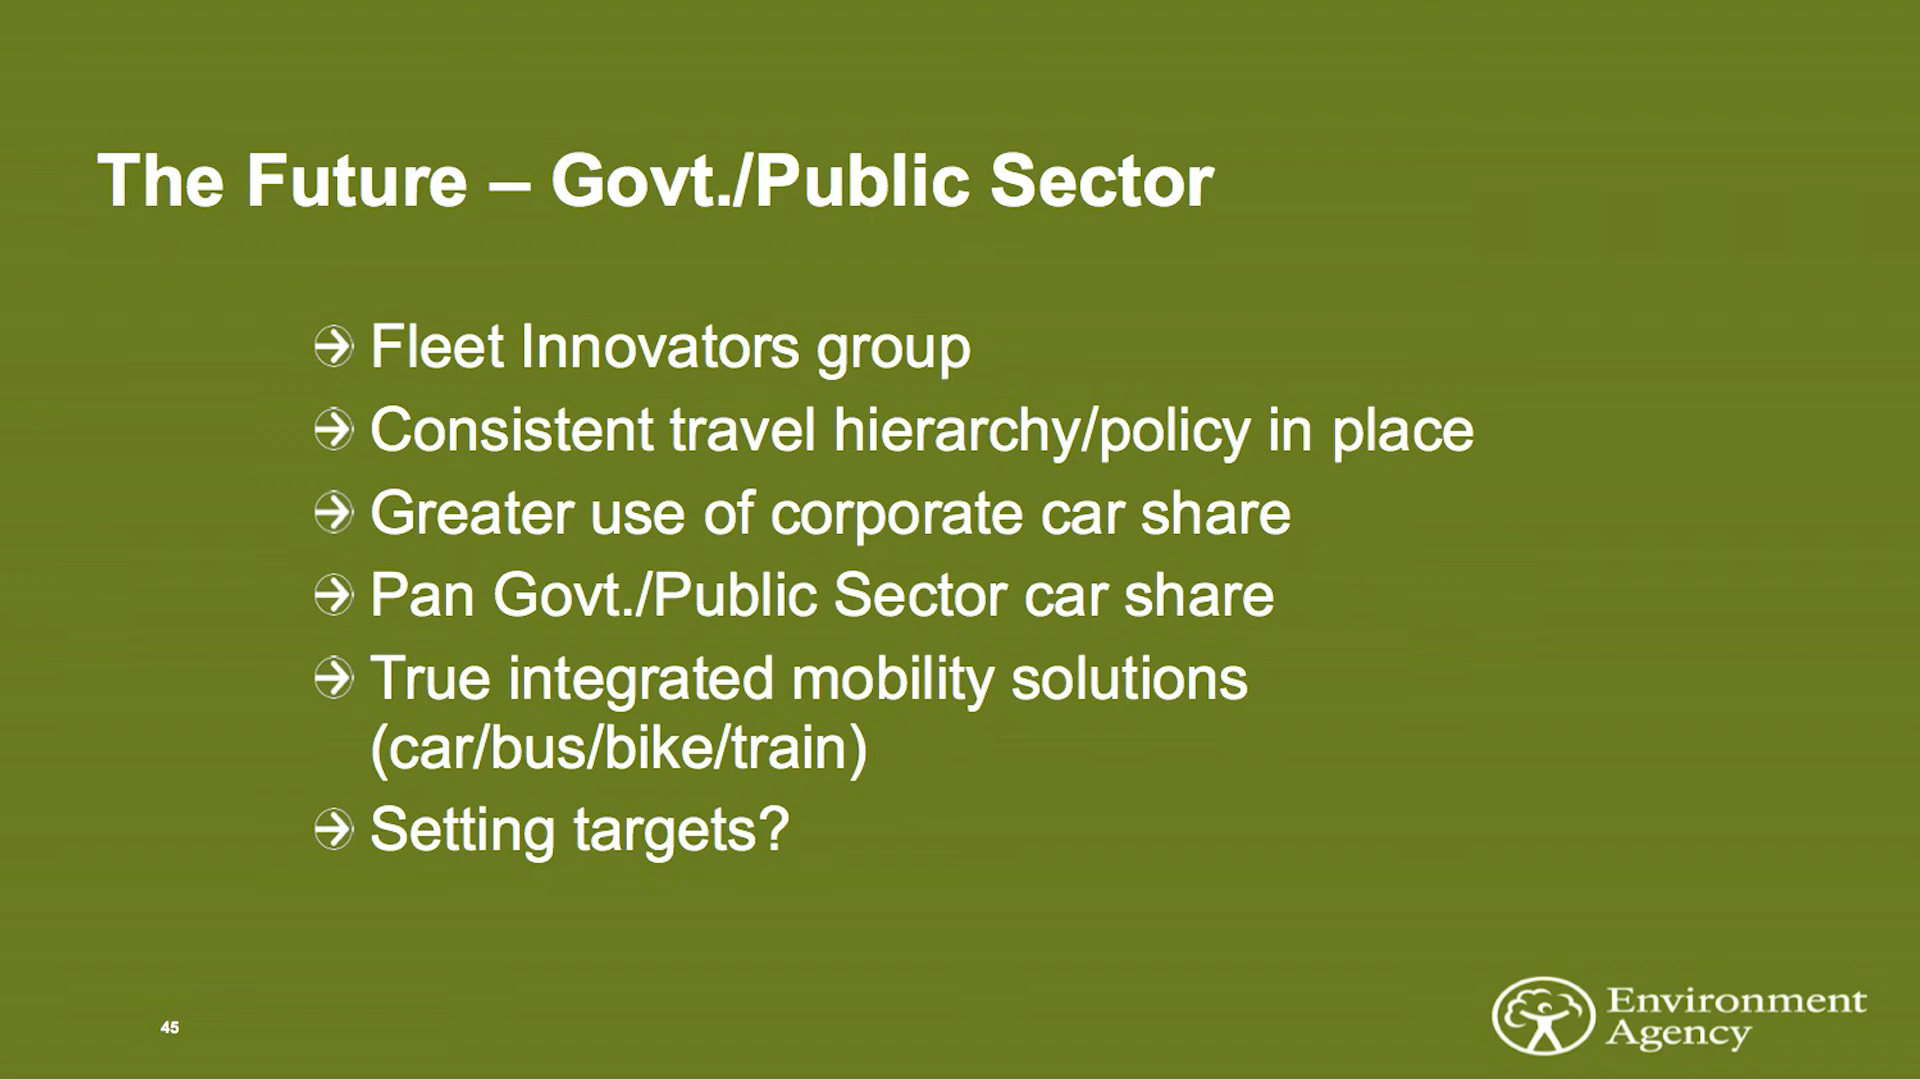 The Future – Govt./Public Sector
Fleet Innovators group
Consistent travel hierarchy/policy in place
Greater use of corporate car share
Pan Govt./Public Sector car share
True integrated mobility solutions
(car/bus/bike/train)
Setting targets?
45
Environment
Agency